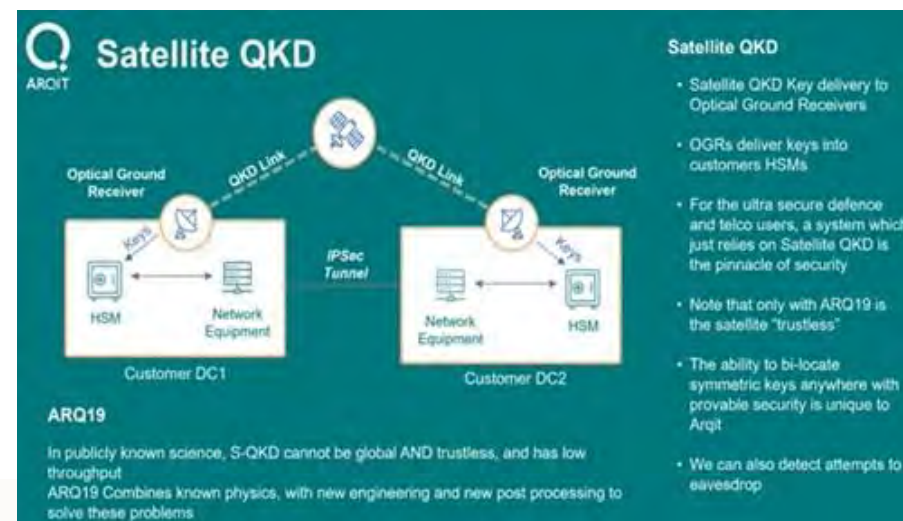 ARQIT
Satellite QKD
QKD Link
QKD Link
Optical Ground
Receiver
Optical Ground
Receiver
Keys
Keys
IPSec
Tunnel
HSM
Network
Equipment
Network
Equipment
HSM
Customer DC1
Customer DC2
ARQ19
In publicly known science, S-QKD cannot be global AND trustless, and has low
throughput
ARQ19 Combines known physics, with new engineering and new post processing to
solve these problems
Satellite QKD
• Satellite QKD Key delivery to
Optical Ground Receivers
• OGRs deliver keys into
customers HSMs
• For the ultra secure defence
and telco users, a system which
just relies on Satellite QKD is
the pinnacle of security
• Note that only with ARQ19 is
the satellite "trustless"
• The ability to bi-locate
symmetric keys anywhere with
provable security is unique to
Arqit
• We can also detect attempts to
eavesdrop